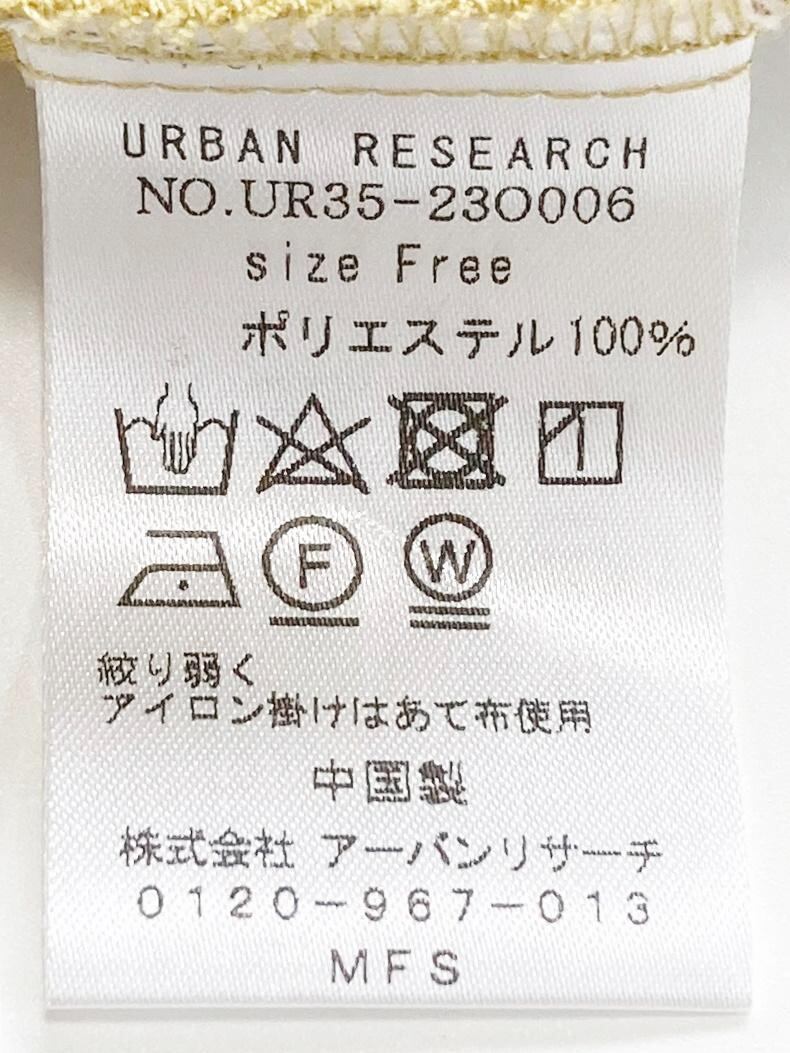 URBAN RESEARCH
NO.UR35-23O006
size Free
ポリエステル100%
F W
絞り弱く
アイロン掛けはあて布使用
中国製
株式会社 アーバンリサーチ
0120-967-013
MFS